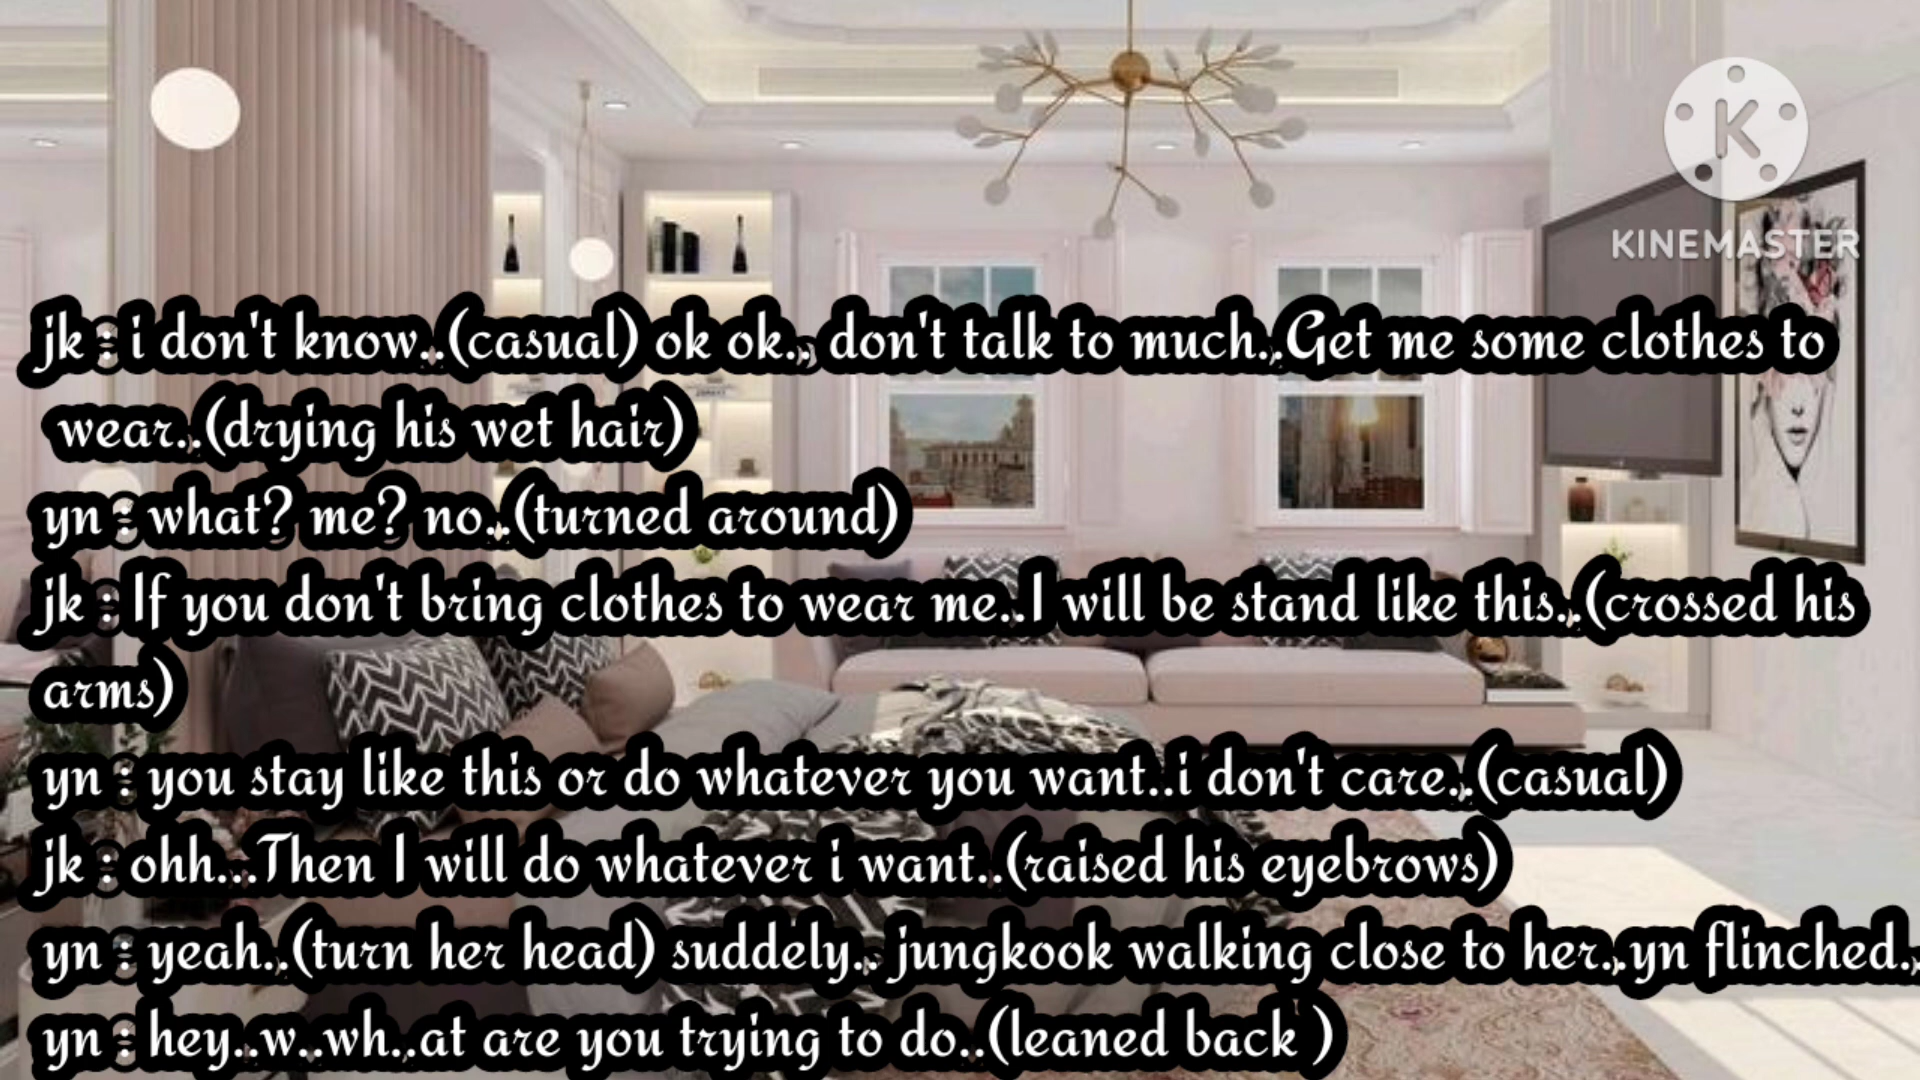 KINEMASTER
jk : i don't know..(casual) ok ok.. don't talk to much..Get me some clothes to
wear..(drying his wet hair)
yn : what? me? no..(turned around)
jk : If you don't bring clothes to wear me..I will be stand like this..(crossed his
arms)
yn : you stay like this or do whatever you want..i don't care..(casual)
jk : ohh...Then I will do whatever i want..(raised his eyebrows)
yn : yeah..(turn her head) suddely.. jungkook walking close to her..yn flinched..
yn : hey..w..wh..at are you trying to do..(leaned back )